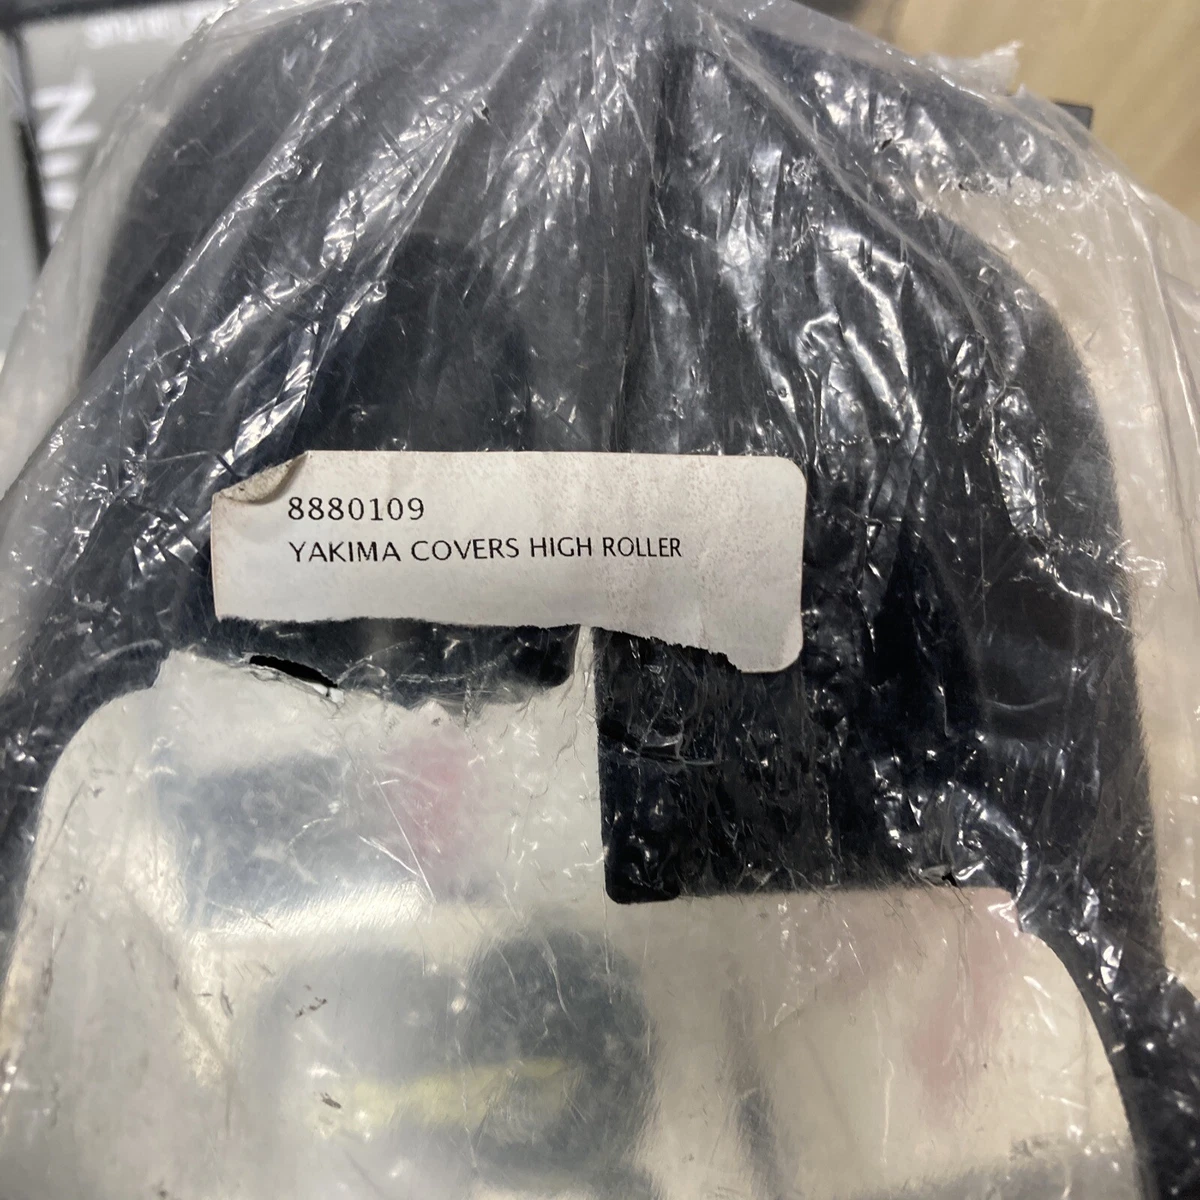 8880109
YAKIMA COVERS HIGH ROLLER